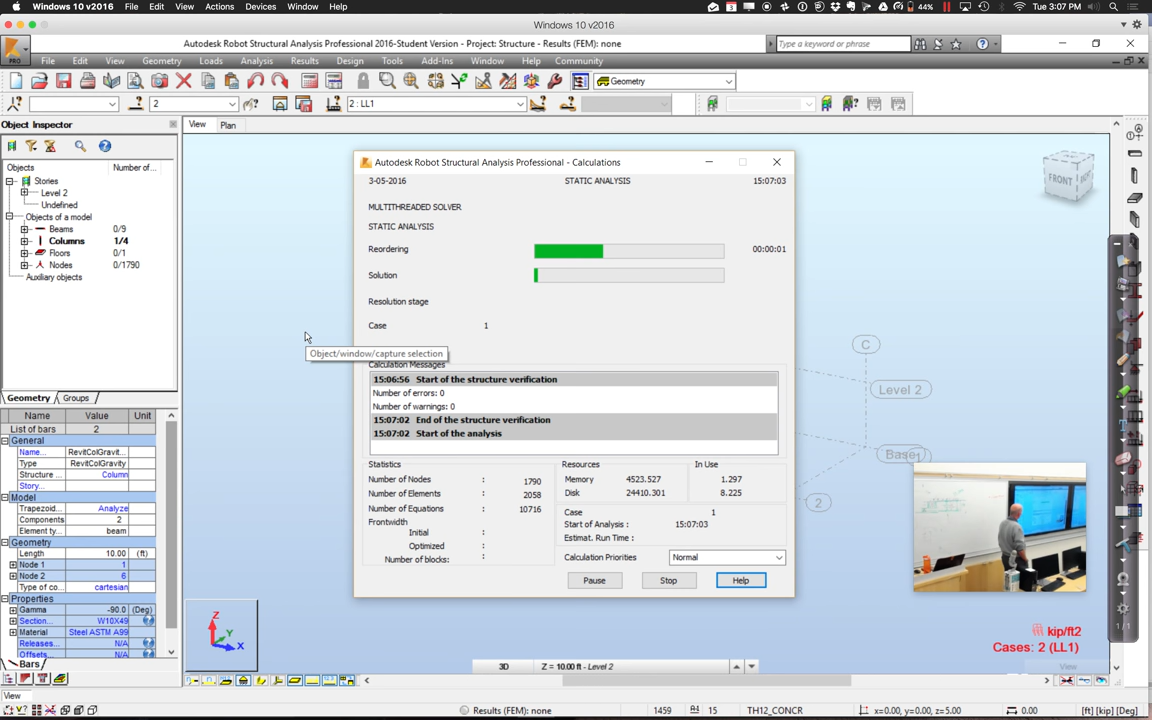 Windows 10 v2016 File Edit View Actions Devices Window Help 44% Tue 3:07 PM
Windows 10 v2016
PRO
Autodesk Robot Structural Analysis Professional 2016-Student Version - Project: Structure - Results (FEM): none
Type a keyword or phrase
File Edit View Geometry Loads Analysis Results Design Tools Add-Ins Window Help Community
Geometry
2
2 : LL1
Object Inspector
View Plan
Objects Number of...
Stories
Level 2
Undefined
Objects of a model
Beams 0/9
Columns 1/4
Floors 0/1
Nodes 0/1790
Auxiliary objects
Geometry Groups
Name Value Unit
List of bars 2
General
Name... RevitColGravit...
Type RevitColGravity
Structure ... Column
Story...
Model
Trapezoid... Analyze
Components 2
Element ty... beam
Geometry
Length 10.00 (ft)
Node 1 1
Node 2 6
Type of co... cartesian
Properties
Gamma -90.0 (Deg)
Section... W10X49
Material Steel ASTM A99
Releases... N/A
Offsets... N/A
Bars
View
Autodesk Robot Structural Analysis Professional - Calculations
3-05-2016 STATIC ANALYSIS 15:07:03
MULTITHREADED SOLVER
STATIC ANALYSIS
Reordering 00:00:01
Solution
Resolution stage
Case 1
Object/window/capture selection
Calculation Messages
15:06:56 Start of the structure verification
Number of errors: 0
Number of warnings: 0
15:07:02 End of the structure verification
15:07:02 Start of the analysis
Statistics Resources In Use
Number of Nodes : 1790 Memory 4523.527 1.297
Number of Elements : 2058 Disk 24410.301 8.225
Number of Equations : 10716
Frontwidth
Initial :
Optimized :
Number of blocks: :
Case 1
Start of Analysis : 15:07:03
Estimat. Run Time :
Calculation Priorities Normal
Pause Stop Help
FRONT
C
Level 2
Base
1
2
Z
Y
X
kip/ft2
Cases: 2 (LL1)
1 / 1
3D Z = 10.00 ft - Level 2
View
Results (FEM): none 1459 15 TH12_CONCR x=0.00, y=0.00, z=5.00 0.00 [ft] [kip] [Deg]